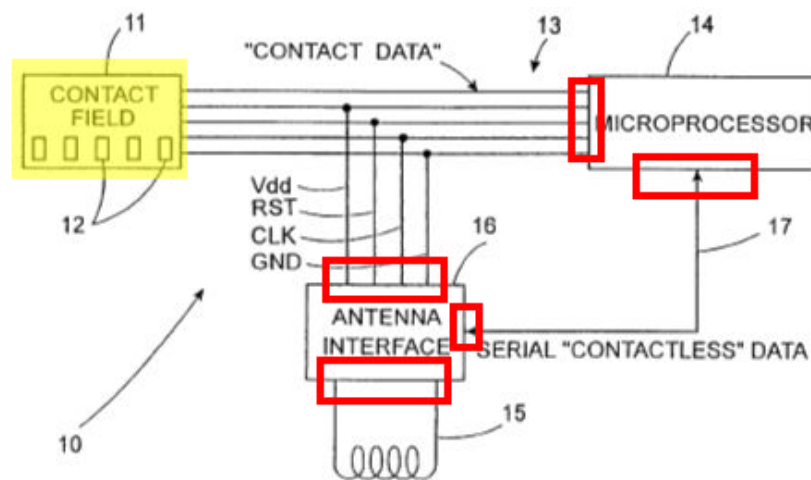 11
"CONTACT DATA"
13
14
CONTACT
FIELD
MICROPROCESSOR
12
Vdd
RST
CLK
GND
16
17
ANTENNA
INTERFACE
SERIAL "CONTACTLESS" DATA
15
10